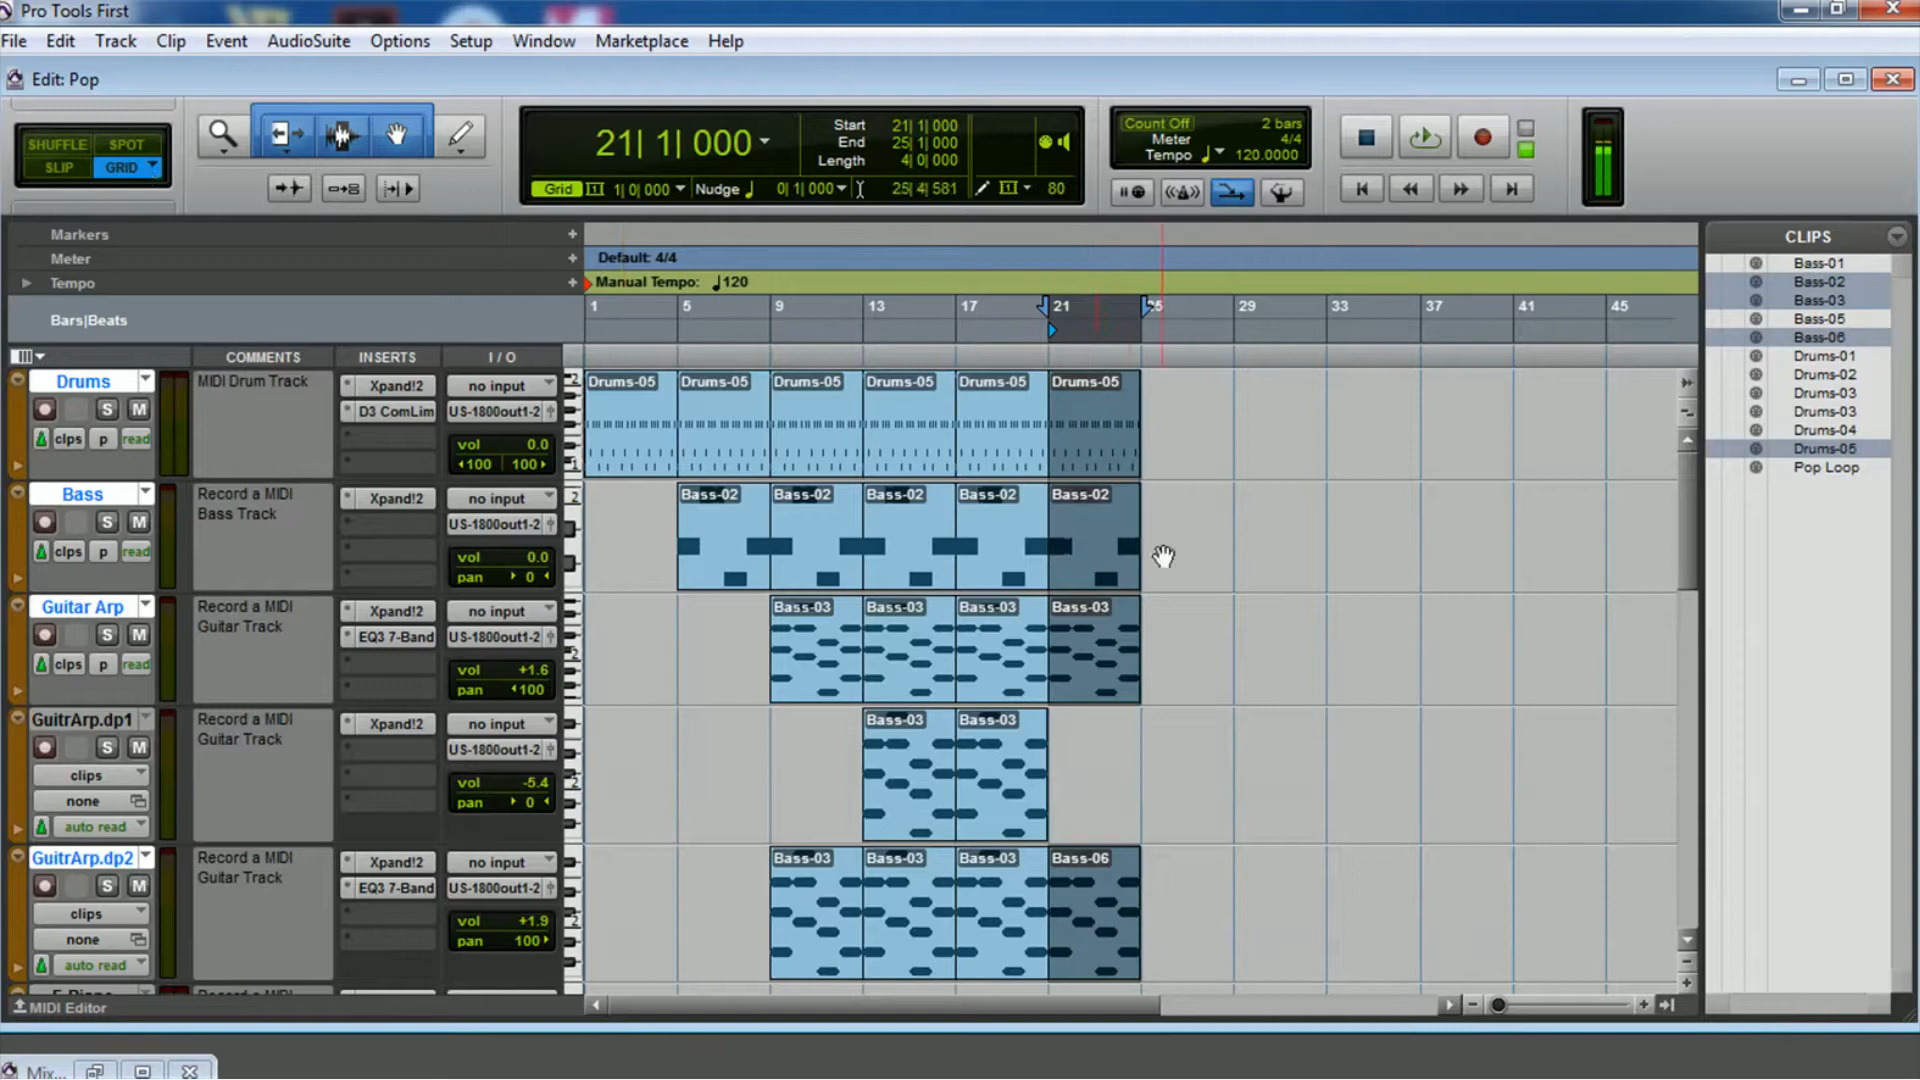 Pro Tools First
File Edit Track Clip Event AudioSuite Options Setup Window Marketplace Help
Edit: Pop
SHUFFLE SPOT
SLIP GRID
21| 1| 000
Start 21| 1| 000
End 25| 1| 000
Length 4| 0| 000
Grid 1| 0| 000 Nudge 0| 1| 000 25| 4| 581 80
Count Off 2 bars
Meter 4/4
Tempo 120.0000
Markers
Meter Default: 4/4
Tempo Manual Tempo: 120
Bars|Beats 1 5 9 13 17 21 25 29 33 37 41 45
COMMENTS INSERTS I / O
Drums MIDI Drum Track Xpand!2 no input Drums-05 Drums-05 Drums-05 Drums-05 Drums-05 Drums-05
S M D3 ComLim US-1800out1-2
clps p read vol 0.0
100 100
Bass Record a MIDI Xpand!2 no input Bass-02 Bass-02 Bass-02 Bass-02 Bass-02
S M Bass Track US-1800out1-2
clps p read vol 0.0
pan 0
Guitar Arp Record a MIDI Xpand!2 no input Bass-03 Bass-03 Bass-03 Bass-03
S M Guitar Track EQ3 7-Band US-1800out1-2
clps p read vol +1.6
pan 100
GuitrArp.dp1 Record a MIDI Xpand!2 no input Bass-03 Bass-03
S M Guitar Track US-1800out1-2
clips vol -5.4
none pan 0
auto read
GuitrArp.dp2 Record a MIDI Xpand!2 no input Bass-03 Bass-03 Bass-03 Bass-06
S M Guitar Track EQ3 7-Band US-1800out1-2
clips vol +1.9
none pan 100
auto read
MIDI Editor
CLIPS
Bass-01
Bass-02
Bass-03
Bass-05
Bass-06
Drums-01
Drums-02
Drums-03
Drums-03
Drums-04
Drums-05
Pop Loop
Mix...